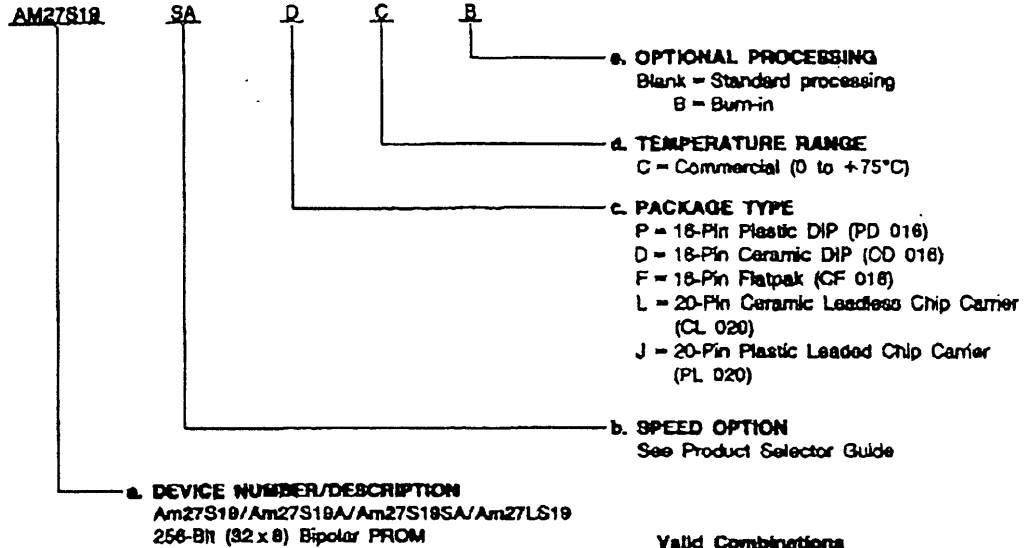 AM27S19 SA D C B
e. OPTIONAL PROCESSING
Blank = Standard processing
B = Burn-in
d. TEMPERATURE RANGE
C = Commercial (0 to +75°C)
c. PACKAGE TYPE
P = 16-Pin Plastic DIP (PD 016)
D = 16-Pin Ceramic DIP (CD 016)
F = 16-Pin Flatpak (CF 016)
L = 20-Pin Ceramic Leadless Chip Carrier
(CL 020)
J = 20-Pin Plastic Leaded Chip Carrier
(PL 020)
b. SPEED OPTION
See Product Selector Guide
a. DEVICE NUMBER/DESCRIPTION
Am27S19/Am27S19A/Am27S19SA/Am27LS19
256-Bit (32 x 8) Bipolar PROM
Valid Combinations